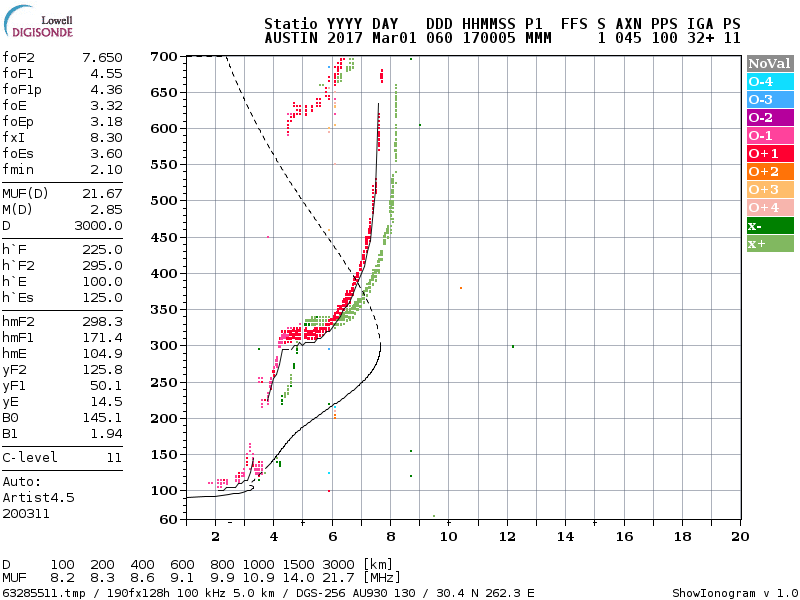 Lowell
DIGISONDE
Statio YYYY DAY DDD HHMMSS P1 FFS S AXN PPS IGA PS
AUSTIN 2017 Mar01 060 170005 MMM 1 045 100 32+ 11
foF2 7.650
foF1 4.55
foF1p 4.36
foE 3.32
foEp 3.18
fxI 8.30
foEs 3.60
fmin 2.10
MUF(D) 21.67
M(D) 2.85
D 3000.0
h`F 225.0
h`F2 295.0
h`E 100.0
h`Es 125.0
hmF2 298.3
hmF1 171.4
hmE 104.9
yF2 125.8
yF1 50.1
yE 14.5
B0 145.1
B1 1.94
C-level 11
Auto:
Artist4.5
200311
700
650
600
550
500
450
400
350
300
250
200
150
100
60
2 4 6 8 10 12 14 16 18 20
NoVal
O-4
O-3
O-2
O-1
O+1
O+2
O+3
O+4
X-
X+
D 100 200 400 600 800 1000 1500 3000 [km]
MUF 8.2 8.3 8.6 9.1 9.9 10.9 14.0 21.7 [MHz]
63285511.tmp / 190fx128h 100 kHz 5.0 km / DGS-256 AU930 130 / 30.4 N 262.3 E
ShowIonogram v 1.0